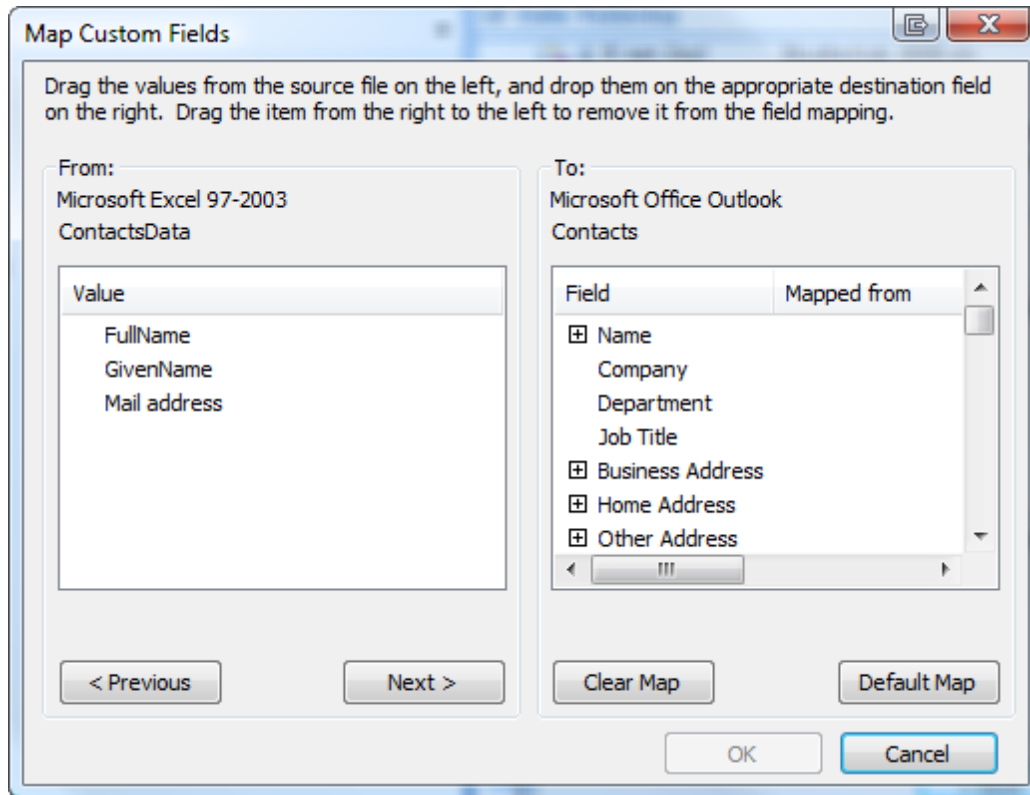 Map Custom Fields
Drag the values from the source file on the left, and drop them on the appropriate destination field
on the right.  Drag the item from the right to the left to remove it from the field mapping.
From:
Microsoft Excel 97-2003
ContactsData
Value
FullName
GivenName
Mail address
< Previous
Next >
To:
Microsoft Office Outlook
Contacts
Field Mapped from
Name
Company
Department
Job Title
Business Address
Home Address
Other Address
Clear Map
Default Map
OK
Cancel